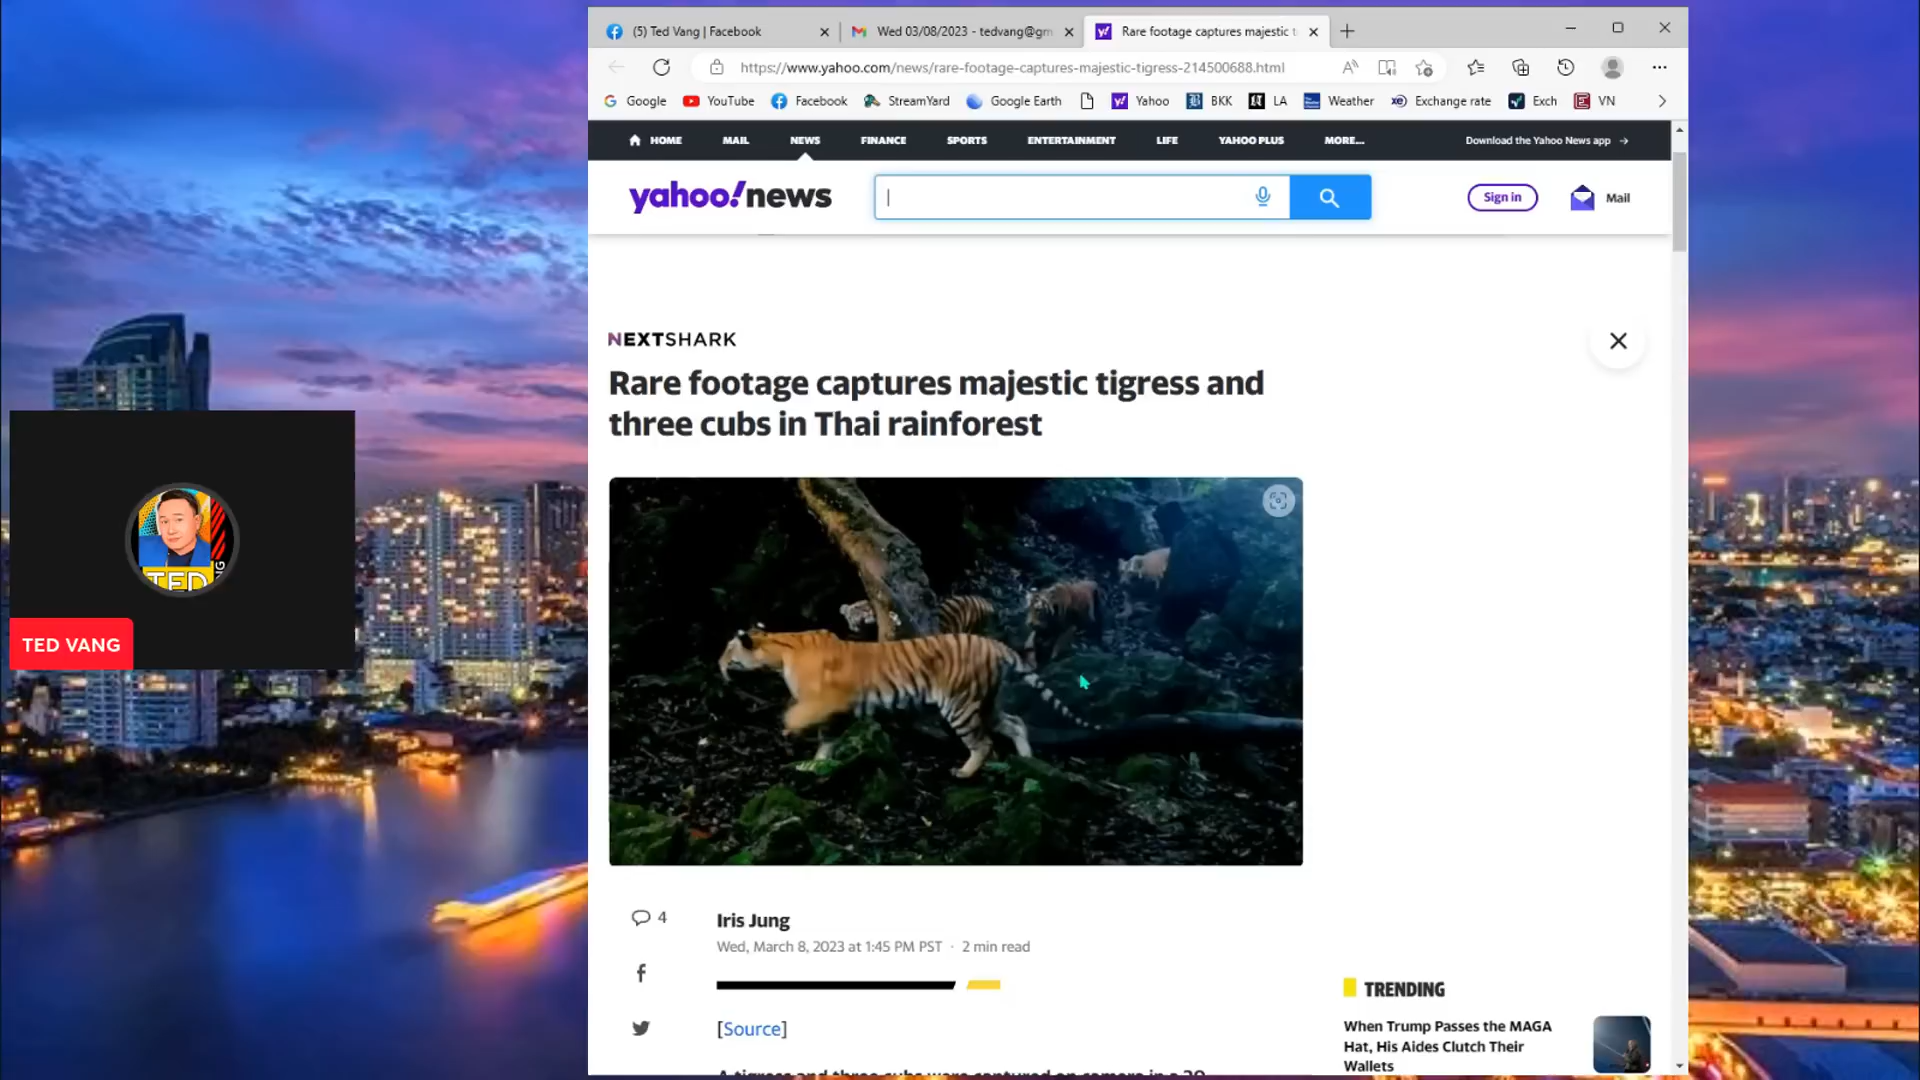 (5) Ted Vang | Facebook
Wed 03/08/2023 - tedvang@gm
Rare footage captures majestic t
https://www.yahoo.com/news/rare-footage-captures-majestic-tigress-214500688.html
Google
YouTube
Facebook
StreamYard
Google Earth
Yahoo
BKK
LA
Weather
Exchange rate
Exch
VN
HOME
MAIL
NEWS
FINANCE
SPORTS
ENTERTAINMENT
LIFE
YAHOO PLUS
MORE...
Download the Yahoo News app →
yahoo!news
Sign in
Mail
NEXTSHARK
Rare footage captures majestic tigress and
three cubs in Thai rainforest
TED
TED VANG
4
Iris Jung
Wed, March 8, 2023 at 1:45 PM PST · 2 min read
[Source]
TRENDING
When Trump Passes the MAGA
Hat, His Aides Clutch Their
Wallets